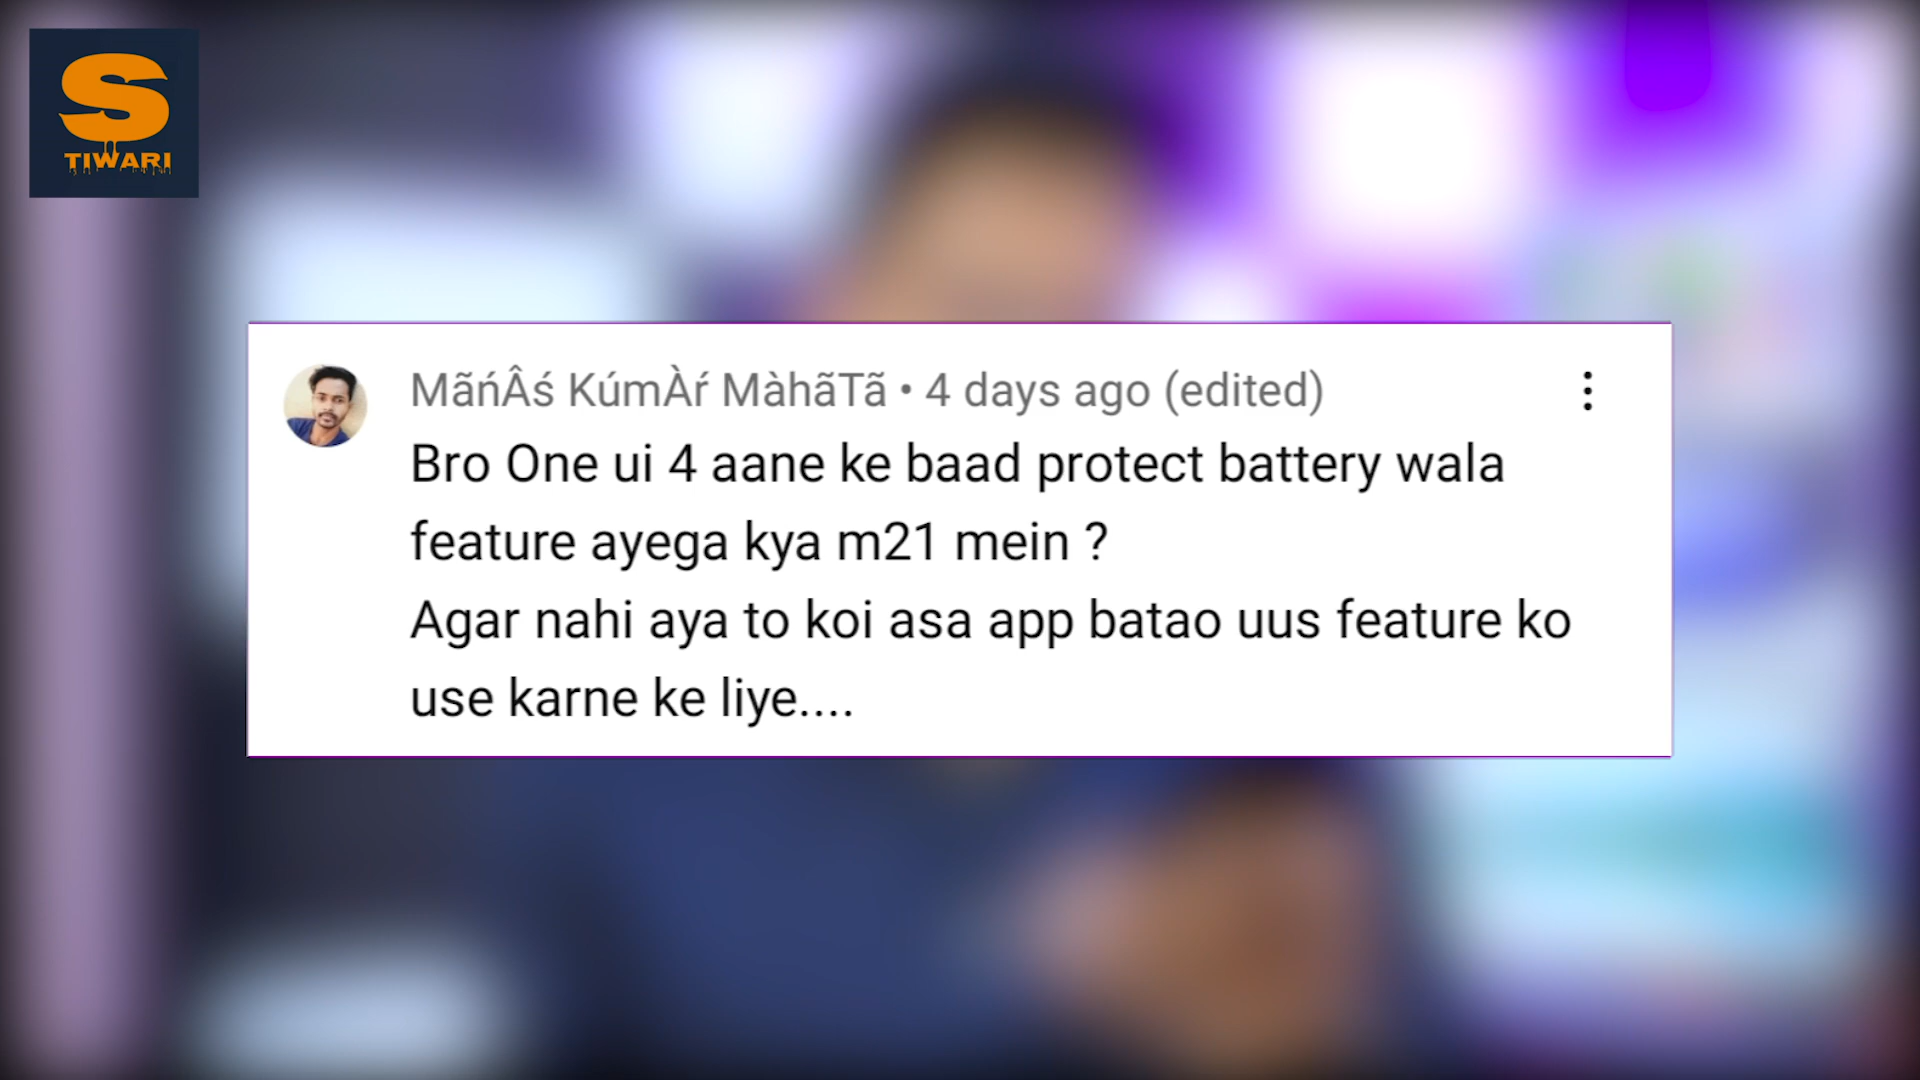 S
TIWARI
MãńÂś KúmÀŕ MàhãTã • 4 days ago (edited)
Bro One ui 4 aane ke baad protect battery wala
feature ayega kya m21 mein ?
Agar nahi aya to koi asa app batao uus feature ko
use karne ke liye....